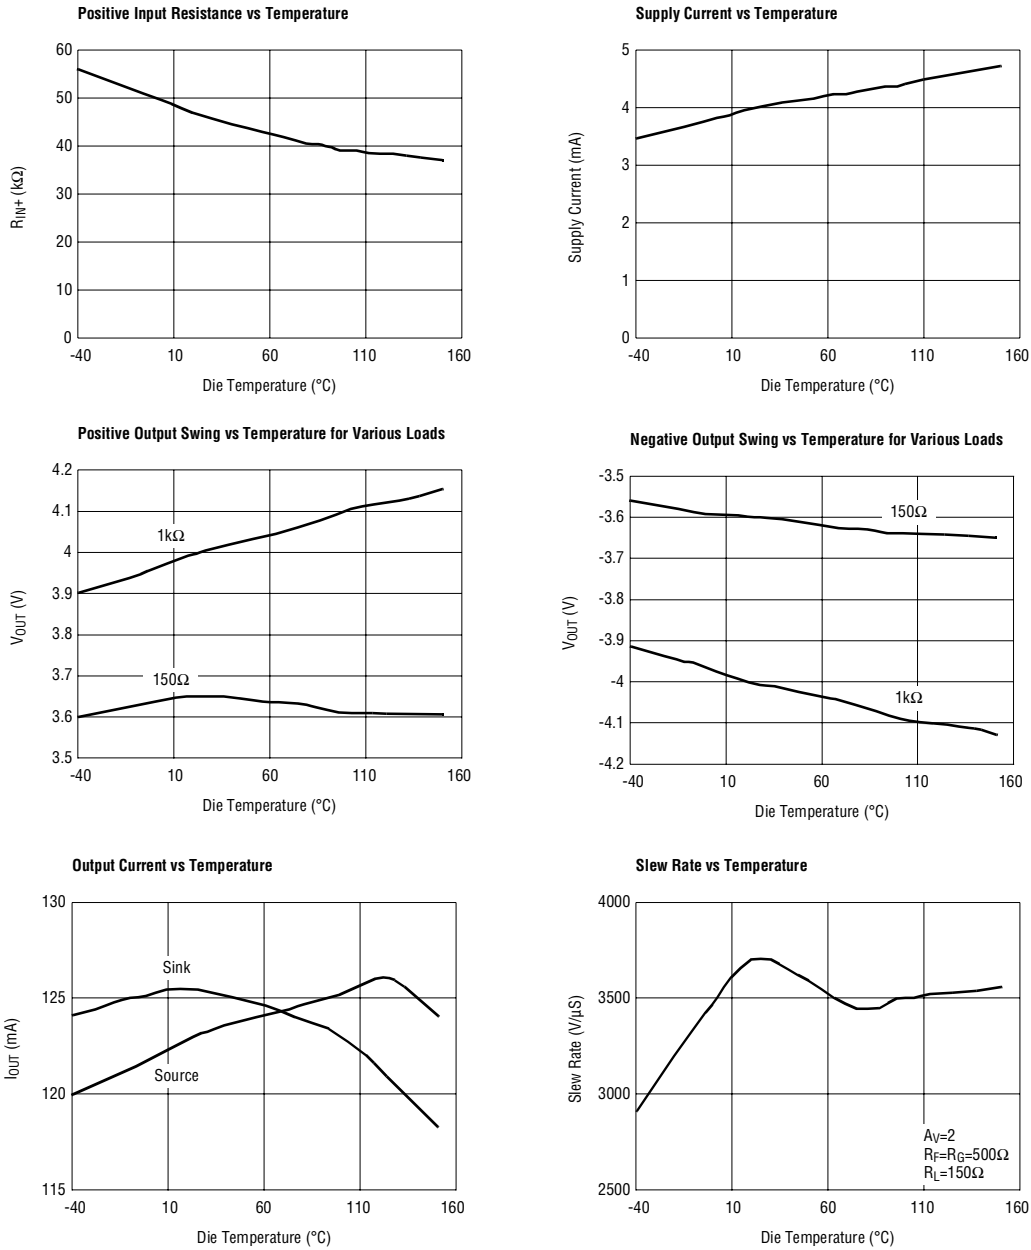 Positive Input Resistance vs Temperature
60
50
40
30
20
10
0
RIN+ (kΩ)
-40
10
60
110
160
Die Temperature (°C)
Supply Current vs Temperature
5
4
3
2
1
0
Supply Current (mA)
-40
10
60
110
160
Die Temperature (°C)
Positive Output Swing vs Temperature for Various Loads
4.2
4.1
4
3.9
3.8
3.7
3.6
3.5
VOUT (V)
1kΩ
150Ω
-40
10
60
110
160
Die Temperature (°C)
Negative Output Swing vs Temperature for Various Loads
-3.5
-3.6
-3.7
-3.8
-3.9
-4
-4.1
-4.2
VOUT (V)
150Ω
1kΩ
-40
10
60
110
160
Die Temperature (°C)
Output Current vs Temperature
130
125
120
115
IOUT (mA)
Sink
Source
-40
10
60
110
160
Die Temperature (°C)
Slew Rate vs Temperature
4000
3500
3000
2500
Slew Rate (V/µS)
AV=2
RF=RG=500Ω
RL=150Ω
-40
10
60
110
160
Die Temperature (°C)